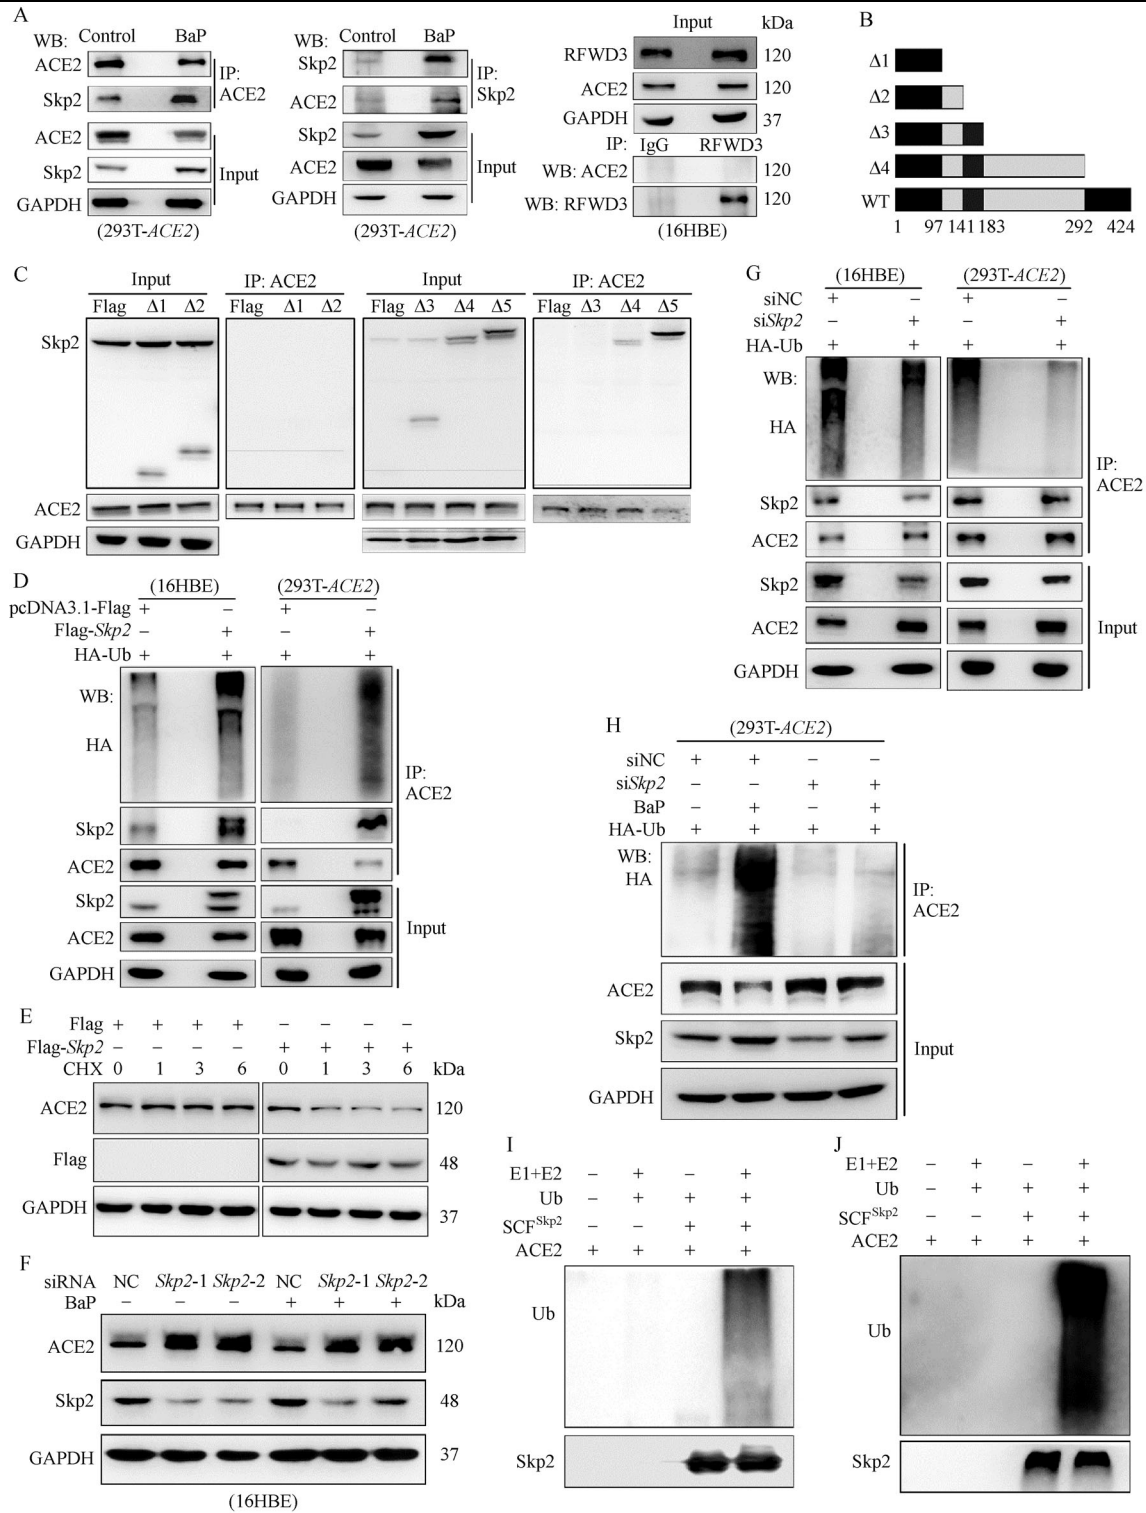 A
WB: Control BaP
ACE2
Skp2
IP: ACE2
ACE2
Skp2
GAPDH
Input
(293T-ACE2)
WB: Control BaP
Skp2
ACE2
IP: Skp2
Skp2
ACE2
GAPDH
Input
(293T-ACE2)
Input kDa
RFWD3 120
ACE2 120
GAPDH 37
IP: IgG RFWD3
WB: ACE2 120
WB: RFWD3 120
(16HBE)
B
Δ1
Δ2
Δ3
Δ4
WT
1 97 141 183 292 424
C
Input IP: ACE2 Input IP: ACE2
Flag Δ1 Δ2 Flag Δ1 Δ2 Flag Δ3 Δ4 Δ5 Flag Δ3 Δ4 Δ5
Skp2
ACE2
GAPDH
D
(16HBE) (293T-ACE2)
pcDNA3.1-Flag + − + −
Flag-Skp2 − + − +
HA-Ub + + + +
WB:
HA
Skp2
ACE2
IP:
ACE2
Skp2
ACE2
GAPDH
Input
E
Flag + + + + − − − −
Flag-Skp2 − − − − + + + +
CHX 0 1 3 6 0 1 3 6 kDa
ACE2 120
Flag 48
GAPDH 37
F
siRNA NC Skp2-1 Skp2-2 NC Skp2-1 Skp2-2
BaP − − − + + + kDa
ACE2 120
Skp2 48
GAPDH 37
(16HBE)
G
(16HBE) (293T-ACE2)
siNC + − + −
siSkp2 − + − +
HA-Ub + + + +
WB:
HA
Skp2
ACE2
IP:
ACE2
Skp2
ACE2
GAPDH
Input
H
(293T-ACE2)
siNC + + − −
siSkp2 − − + +
BaP − + − +
HA-Ub + + + +
WB:
HA
IP:
ACE2
ACE2
Skp2
GAPDH
Input
I
E1+E2 − + − +
Ub − + + +
SCFSkp2 − − + +
ACE2 + + + +
Ub
Skp2
J
E1+E2 − + − +
Ub − + + +
SCFSkp2 − − + +
ACE2 + + + +
Ub
Skp2